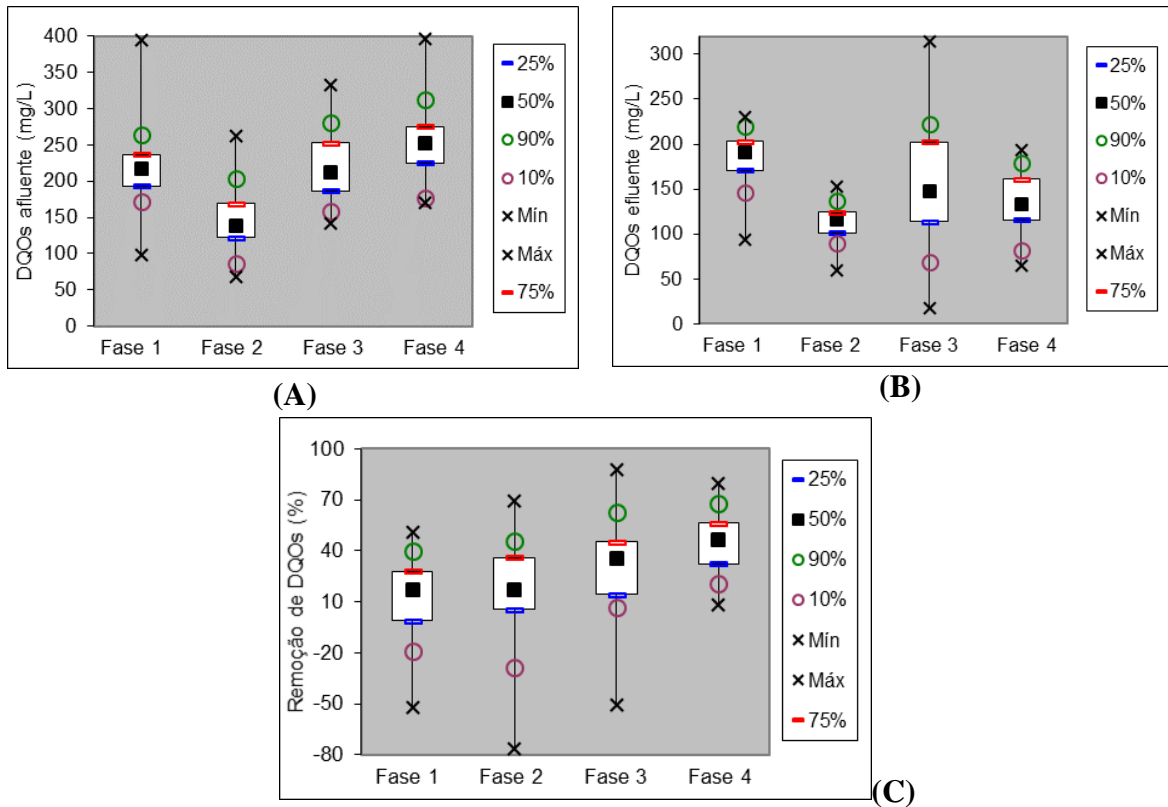 DQOs afluente (mg/L)
400
350
300
250
200
150
100
50
0
Fase 1 Fase 2 Fase 3 Fase 4
25%
50%
90%
10%
Mín
Máx
75%
(A)
DQOs efluente (mg/L)
300
250
200
150
100
50
0
Fase 1 Fase 2 Fase 3 Fase 4
25%
50%
90%
10%
Mín
Máx
75%
(B)
Remoção de DQOs (%)
100
70
40
10
-20
-50
-80
Fase 1 Fase 2 Fase 3 Fase 4
25%
50%
90%
10%
Mín
Máx
75%
(C)